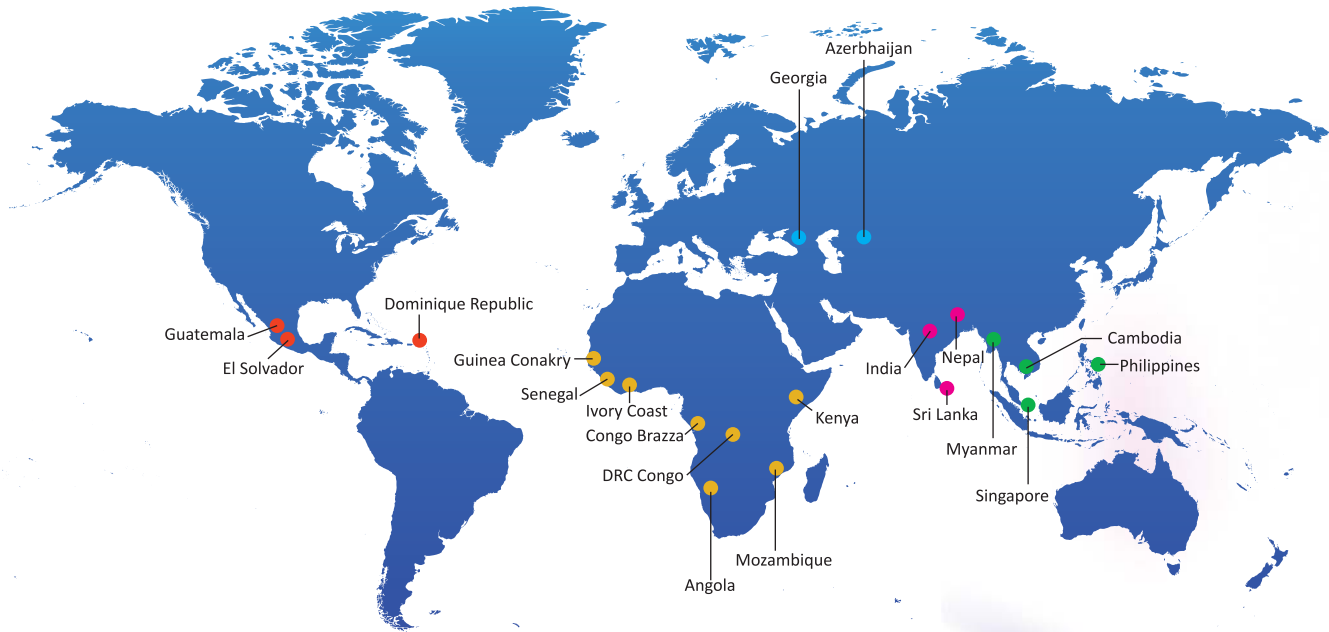 Azerbhaijan
Georgia
Dominique Republic
Guatemala
El Solvador
Guinea Conakry
Senegal
Ivory Coast
Congo Brazza
DRC Congo
Kenya
Mozambique
Angola
India
Nepal
Sri Lanka
Cambodia
Philippines
Myanmar
Singapore